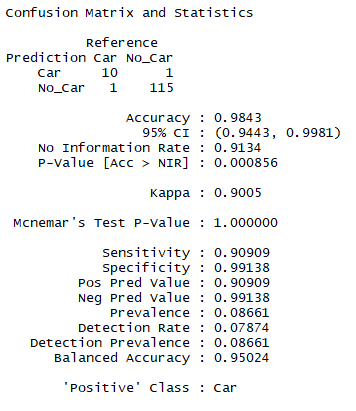 Confusion Matrix and Statistics
Reference
Prediction Car No_Car
Car 10 1
No_Car 1 115
Accuracy : 0.9843
95% CI : (0.9443, 0.9981)
No Information Rate : 0.9134
P-Value [Acc > NIR] : 0.000856
Kappa : 0.9005
Mcnemar's Test P-Value : 1.000000
Sensitivity : 0.90909
Specificity : 0.99138
Pos Pred Value : 0.90909
Neg Pred Value : 0.99138
Prevalence : 0.08661
Detection Rate : 0.07874
Detection Prevalence : 0.08661
Balanced Accuracy : 0.95024
'Positive' Class : Car